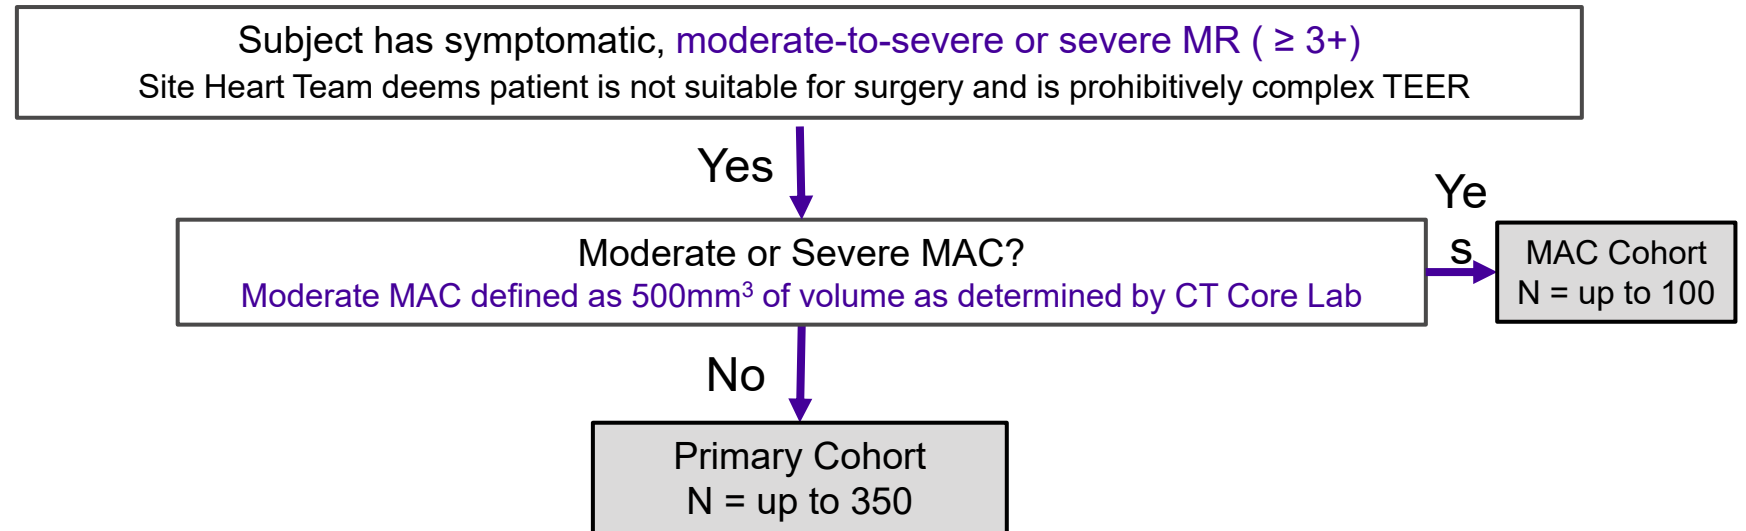 Subject has symptomatic, moderate-to-severe or severe MR ( ≥ 3+)
Site Heart Team deems patient is not suitable for surgery and is prohibitively complex TEER
Yes
Moderate or Severe MAC?
Moderate MAC defined as 500mm³ of volume as determined by CT Core Lab
Ye
s
MAC Cohort
N = up to 100
No
Primary Cohort
N = up to 350